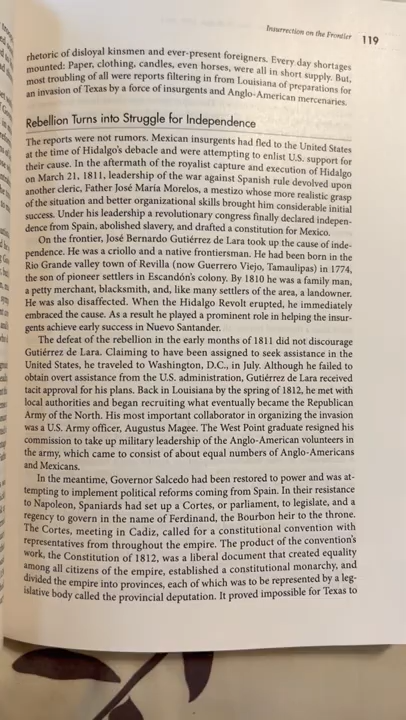 Insurrection on the Frontier 119
rhetoric of disloyal kinsmen and ever-present foreigners. Every day shortages
mounted: Paper, clothing, candles, even horses, were all in short supply. But,
most troubling of all were reports filtering in from Louisiana of preparations for
an invasion of Texas by a force of insurgents and Anglo-American mercenaries.
Rebellion Turns into Struggle for Independence
The reports were not rumors. Mexican insurgents had fled to the United States
at the time of Hidalgo's debacle and were attempting to enlist U.S. support for
their cause. In the aftermath of the royalist capture and execution of Hidalgo
on March 21, 1811, leadership of the war against Spanish rule devolved upon
another cleric, Father José María Morelos, a mestizo whose more realistic grasp
of the situation and better organizational skills brought him considerable initial
success. Under his leadership a revolutionary congress finally declared indepen-
dence from Spain, abolished slavery, and drafted a constitution for Mexico.
On the frontier, José Bernardo Gutiérrez de Lara took up the cause of inde-
pendence. He was a criollo and a native frontiersman. He had been born in the
Rio Grande valley town of Revilla (now Guerrero Viejo, Tamaulipas) in 1774,
the son of pioneer settlers in Escandón's colony. By 1810 he was a family man,
a petty merchant, blacksmith, and, like many settlers of the area, a landowner.
He was also disaffected. When the Hidalgo Revolt erupted, he immediately
embraced the cause. As a result he played a prominent role in helping the insur-
gents achieve early success in Nuevo Santander.
The defeat of the rebellion in the early months of 1811 did not discourage
Gutiérrez de Lara. Claiming to have been assigned to seek assistance in the
United States, he traveled to Washington, D.C., in July. Although he failed to
obtain overt assistance from the U.S. administration, Gutiérrez de Lara received
tacit approval for his plans. Back in Louisiana by the spring of 1812, he met with
local authorities and began recruiting what eventually became the Republican
Army of the North. His most important collaborator in organizing the invasion
was a U.S. Army officer, Augustus Magee. The West Point graduate resigned his
commission to take up military leadership of the Anglo-American volunteers in
the army, which came to consist of about equal numbers of Anglo-Americans
and Mexicans.
In the meantime, Governor Salcedo had been restored to power and was at-
tempting to implement political reforms coming from Spain. In their resistance
to Napoleon, Spaniards had set up a Cortes, or parliament, to legislate, and a
regency to govern in the name of Ferdinand, the Bourbon heir to the throne.
The Cortes, meeting in Cadiz, called for a constitutional convention with
representatives from throughout the empire. The product of the convention's
work, the Constitution of 1812, was a liberal document that created equality
among all citizens of the empire, established a constitutional monarchy, and
divided the empire into provinces, each of which was to be represented by a leg-
islative body called the provincial deputation. It proved impossible for Texas to